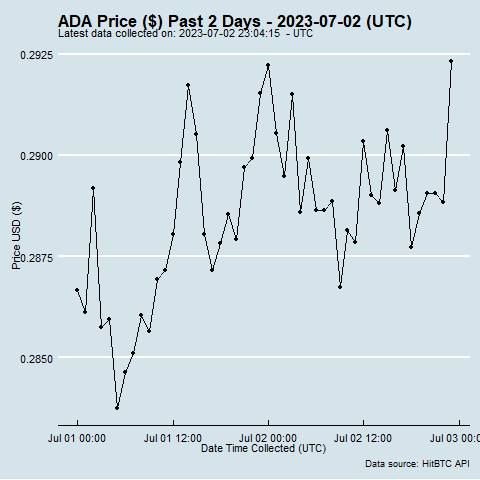 ADA Price ($) Past 2 Days - 2023-07-02 (UTC)
Latest data collected on: 2023-07-02 23:04:15 - UTC
0.2925
0.2900
0.2875
0.2850
Price USD ($)
Jul 01 00:00 Jul 01 12:00 Jul 02 00:00 Jul 02 12:00 Jul 03 00:00
Date Time Collected (UTC)
Data source: HitBTC API